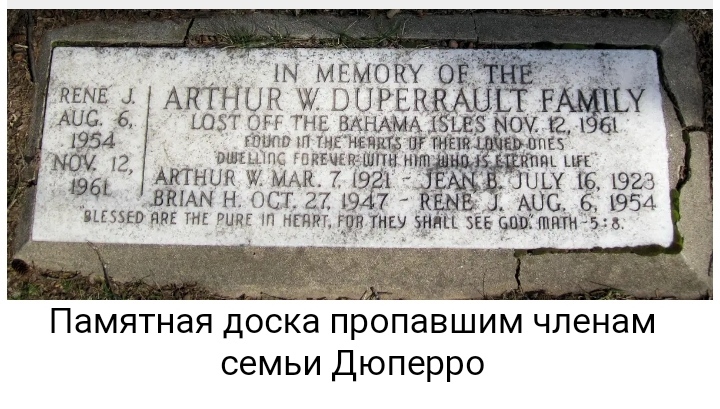 RENE J.
AUG. 6,
1954
NOV. 12,
1961
IN MEMORY OF THE
ARTHUR W. DUPERRAULT FAMILY
LOST OFF THE BAHAMA ISLES NOV. 12, 1961
FOUND IN THE HEARTS OF THEIR LOVED ONES
DWELLING FOREVER WITH HIM WHO IS ETERNAL LIFE
ARTHUR W. MAR. 7, 1921 - JEAN B. JULY 16, 1923
BRIAN H. OCT. 27, 1947 - RENE J. AUG. 6, 1954
BLESSED ARE THE PURE IN HEART, FOR THEY SHALL SEE GOD. MATH-5:8.
Памятная доска пропавшим членам
семьи Дюперро